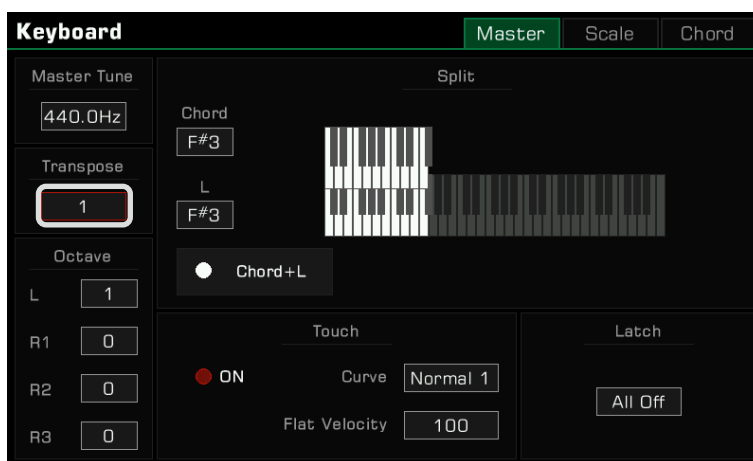 Keyboard
Master
Scale
Chord
Master Tune
440.0Hz
Transpose
1
Octave
L 1
R1 0
R2 0
R3 0
Split
Chord
F#3
L
F#3
Chord+L
Touch
ON
Curve Normal 1
Flat Velocity 100
Latch
All Off